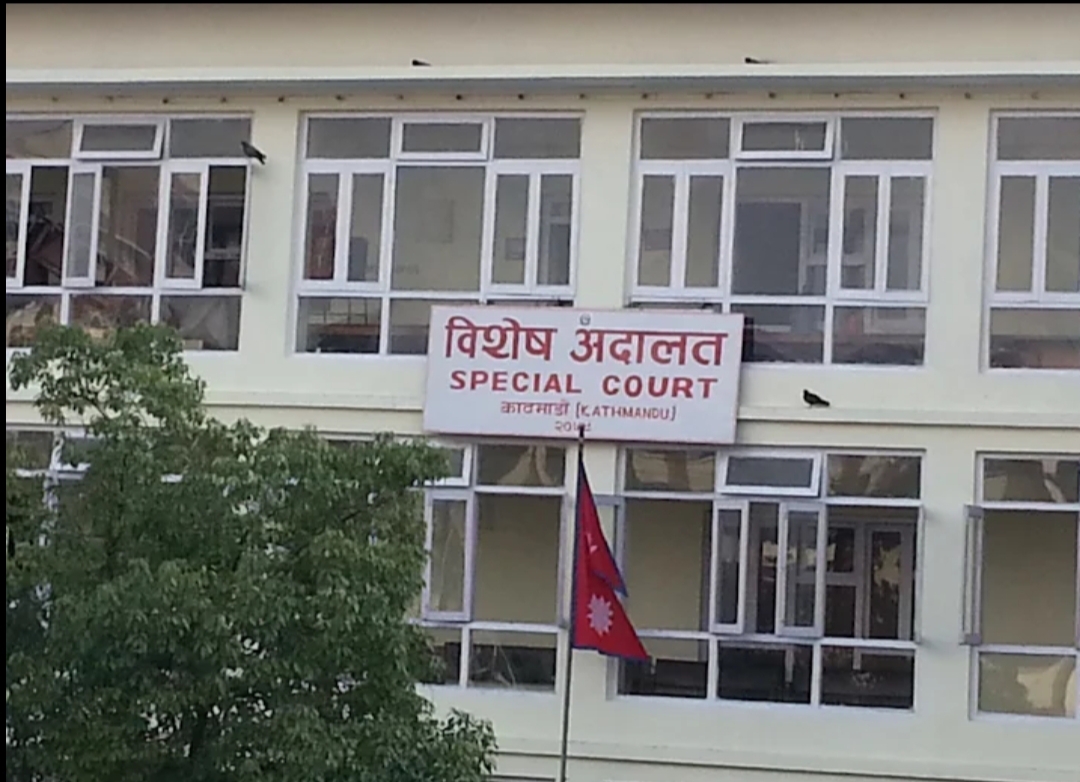 विशेष अदालत
SPECIAL COURT
काठमाडौं (KATHMANDU)